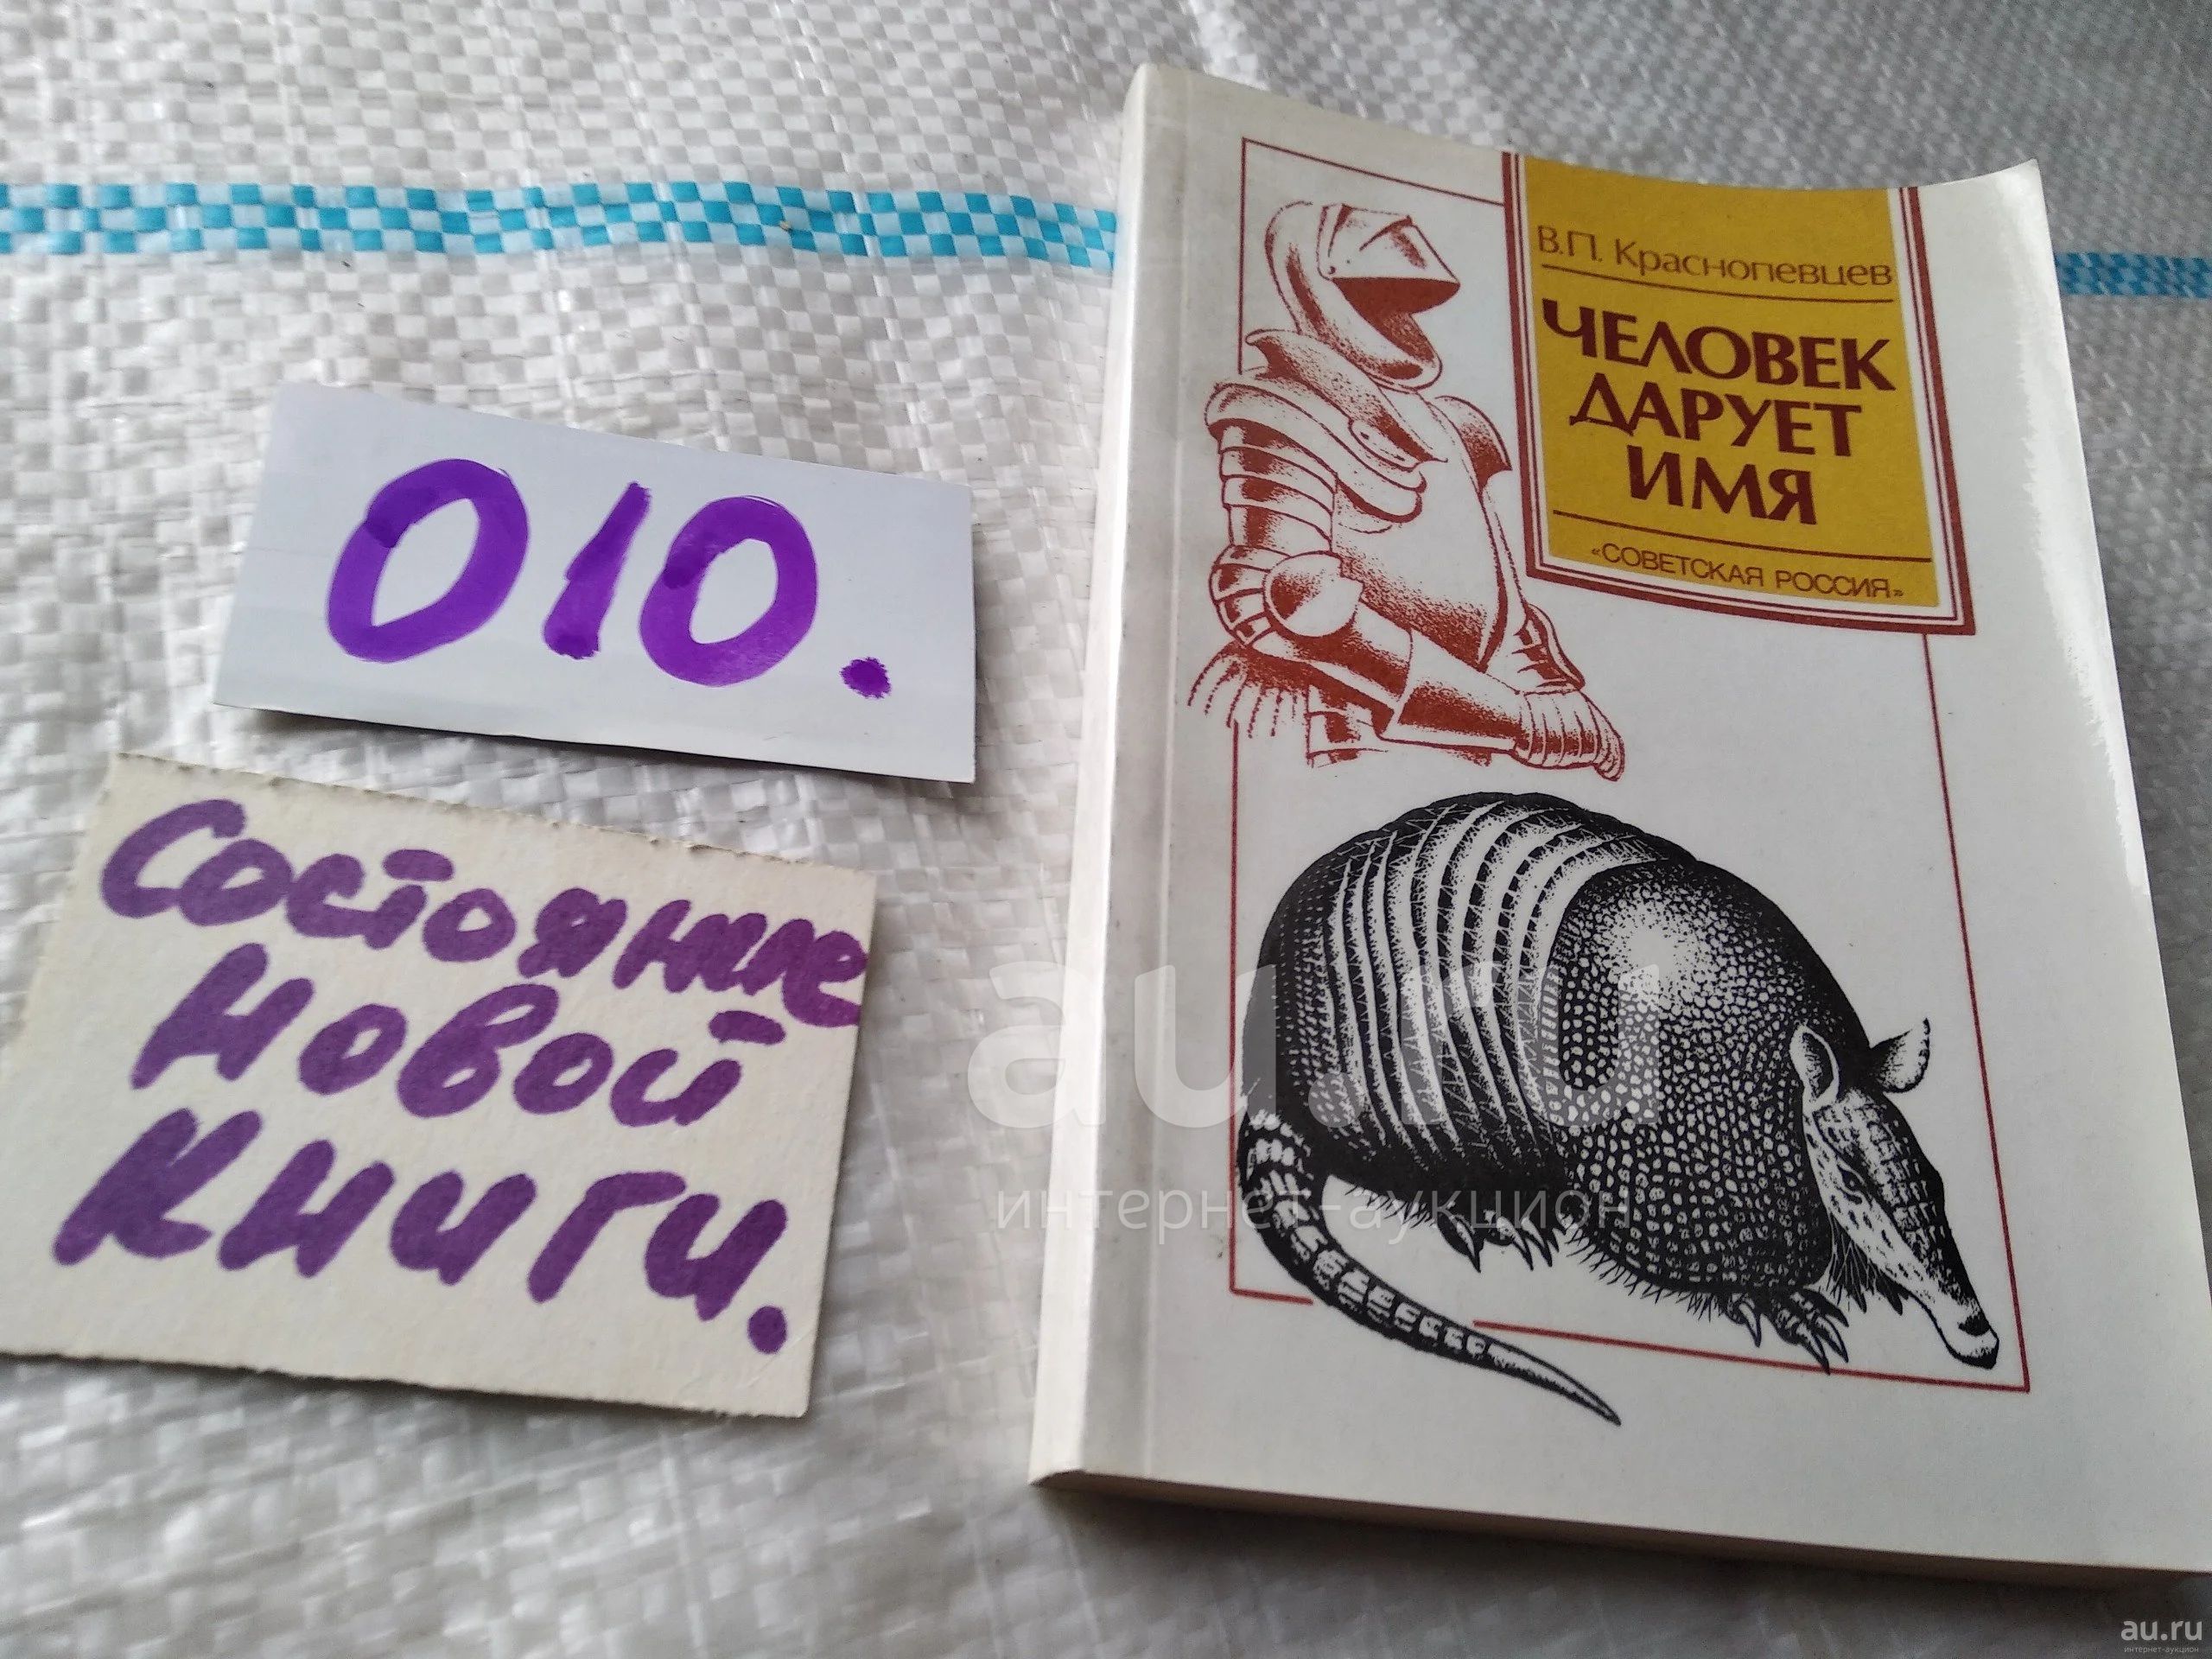 010.
Состояние
новой
книги.
В.П. Краснопевцев
ЧЕЛОВЕК
ДАРУЕТ
ИМЯ
«СОВЕТСКАЯ РОССИЯ»
au.ru
интернет-аукцион
au.ru
интернет-аукцион